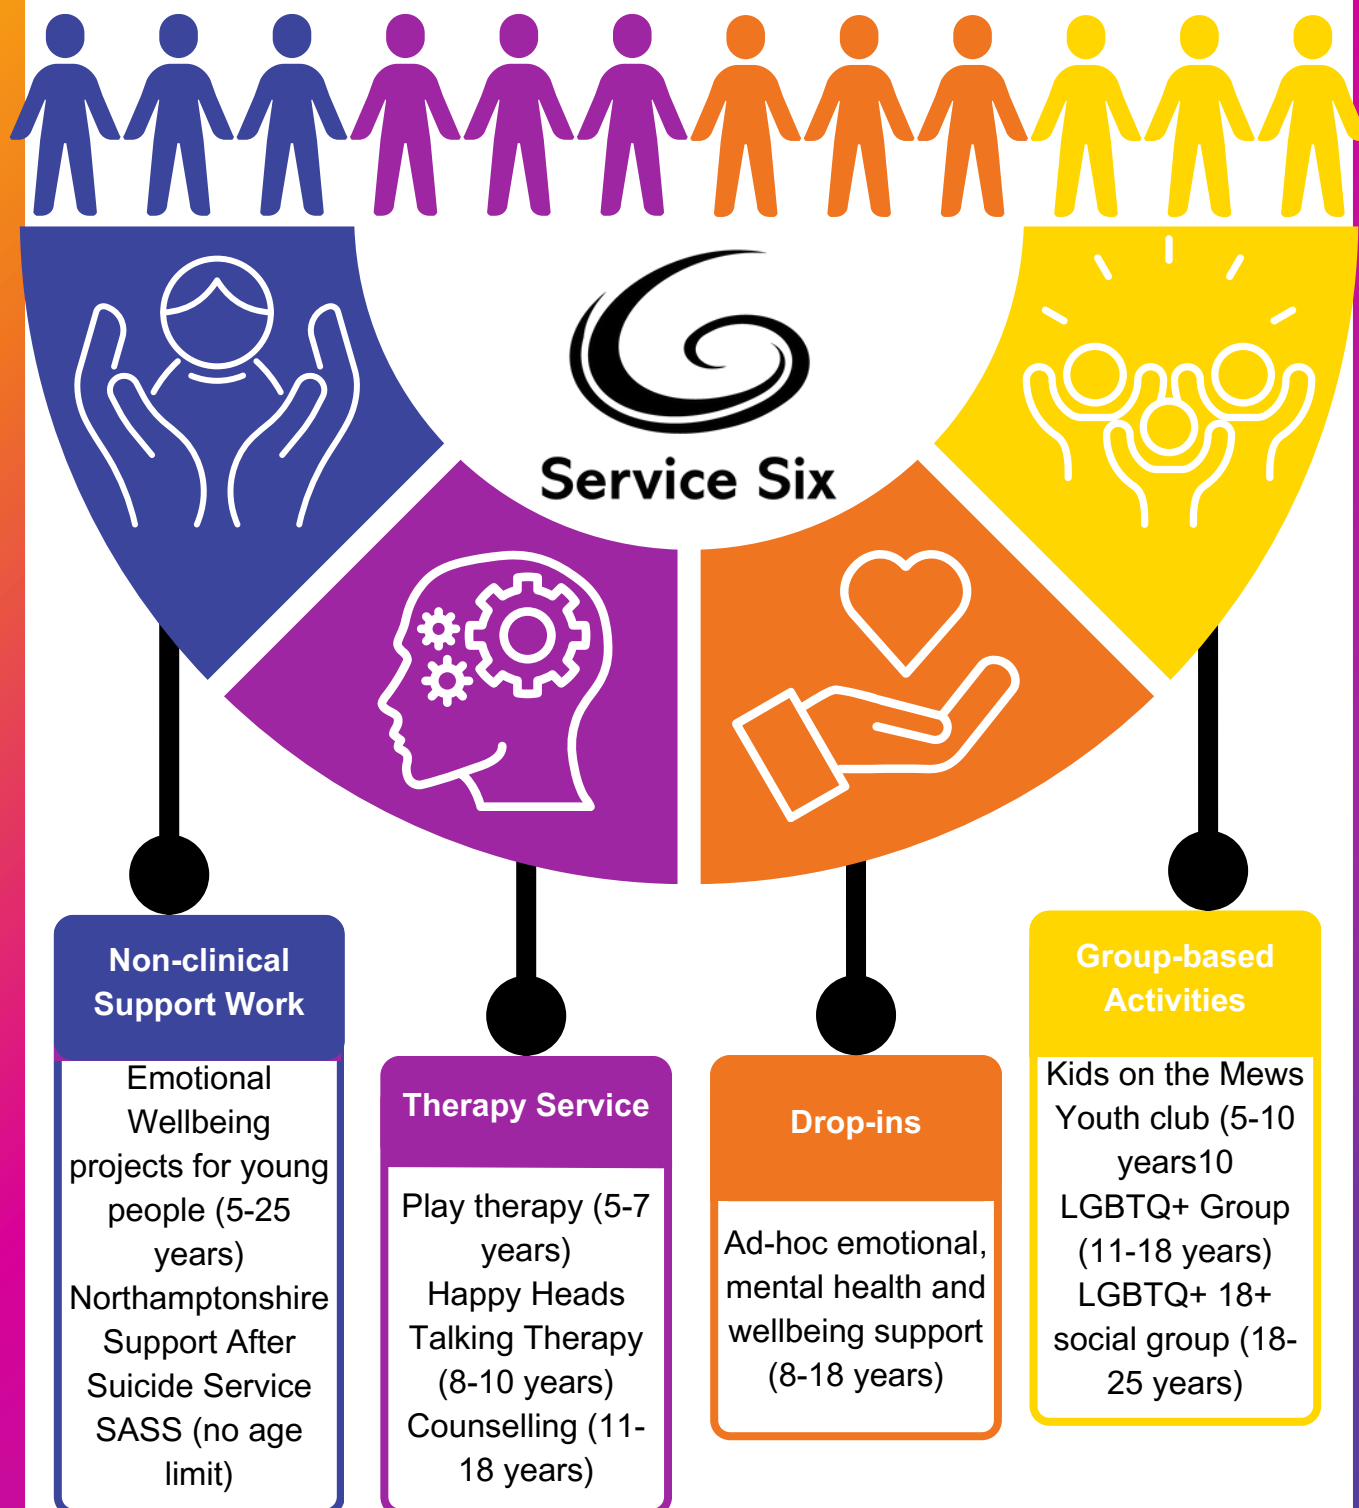 Service Six
Non-clinical
Support Work
Emotional
Wellbeing
projects for young
people (5-25
years)
Northamptonshire
Support After
Suicide Service
SASS (no age
limit)
Therapy Service
Play therapy (5-7
years)
Happy Heads
Talking Therapy
(8-10 years)
Counselling (11-
18 years)
Drop-ins
Ad-hoc emotional,
mental health and
wellbeing support
(8-18 years)
Group-based
Activities
Kids on the Mews
Youth club (5-10
years10
LGBTQ+ Group
(11-18 years)
LGBTQ+ 18+
social group (18-
25 years)